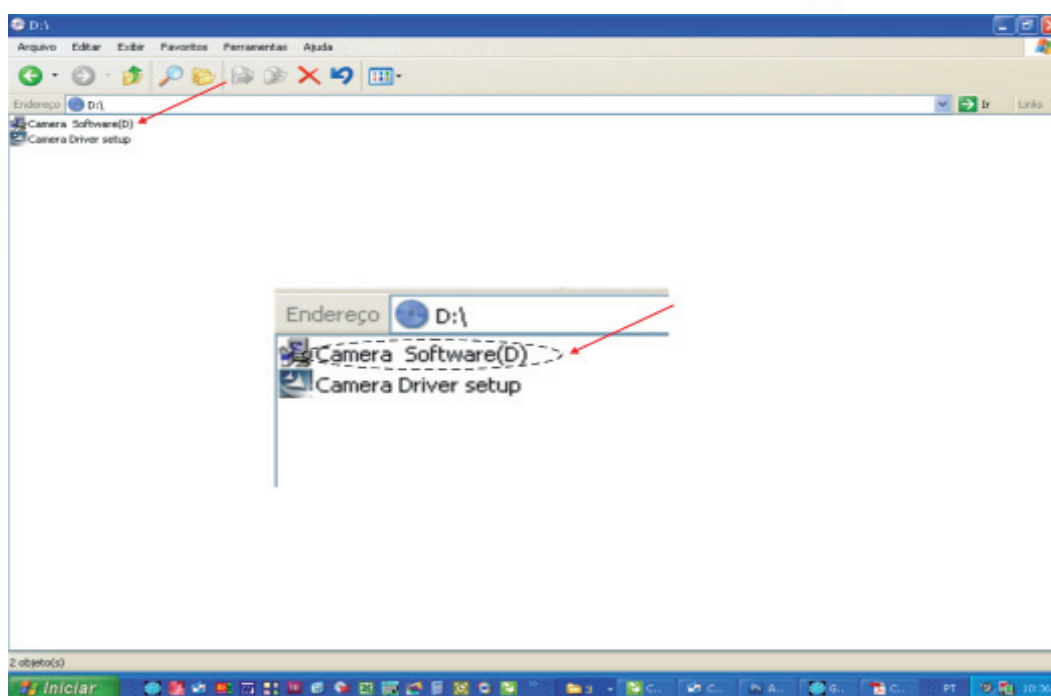 D:\
Arquivo Editar Exibir Favoritos Ferramentas Ajuda
Endereço D:\ Ir Links
Camera Software(D)
Camera Driver setup
Endereço D:\
Camera Software(D)
Camera Driver setup
2 objeto(s)
Iniciar 3 C... C... A... G... C... PT